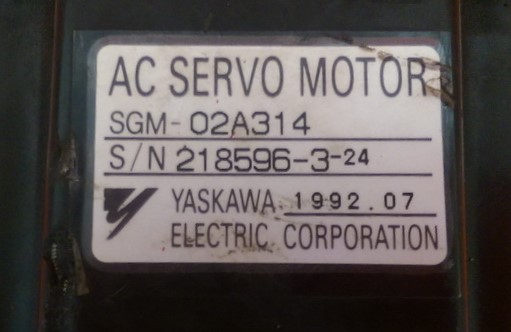 AC SERVO MOTOR
SGM-02A314
S/N 218596-3-24
YASKAWA 1992.07
ELECTRIC CORPORATION